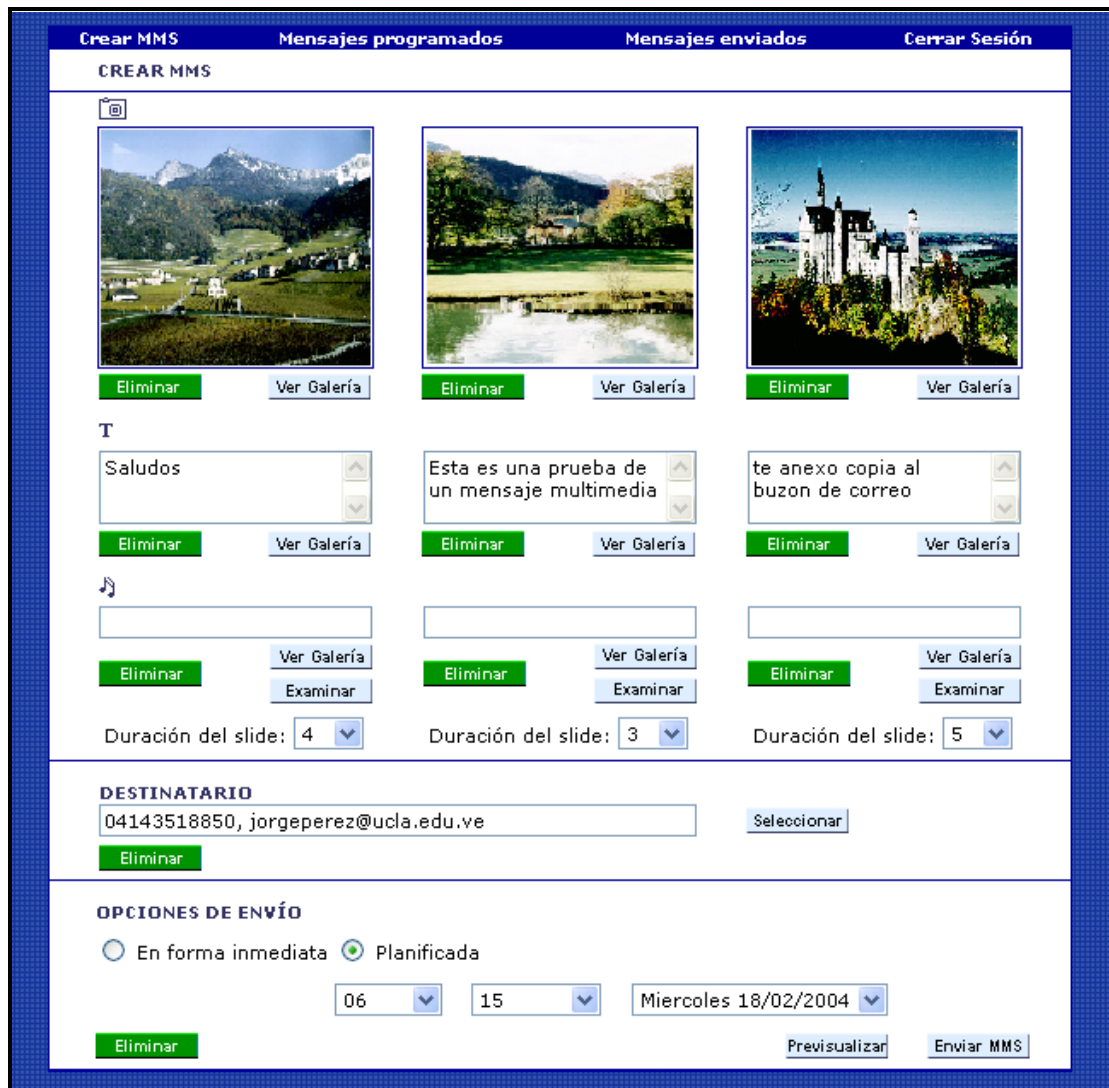 Crear MMS Mensajes programados Mensajes enviados Cerrar Sesión
CREAR MMS
Eliminar Ver Galería Eliminar Ver Galería Eliminar Ver Galería
T
Saludos
Esta es una prueba de
un mensaje multimedia
te anexo copia al
buzon de correo
Eliminar Ver Galería Eliminar Ver Galería Eliminar Ver Galería
Eliminar Ver Galería Eliminar Ver Galería Eliminar Ver Galería
Examinar Examinar Examinar
Duración del slide: 4 Duración del slide: 3 Duración del slide: 5
DESTINATARIO
04143518850, jorgeperez@ucla.edu.ve Seleccionar
Eliminar
OPCIONES DE ENVÍO
En forma inmediata Planificada
06 15 Miercoles 18/02/2004
Eliminar Previsualizar Enviar MMS